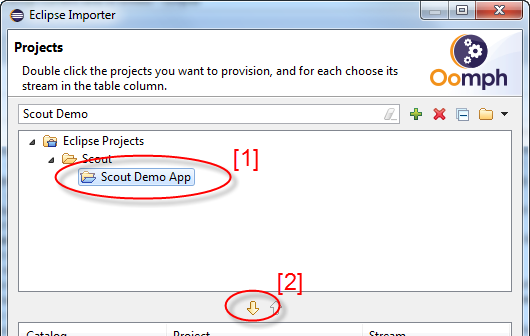 Eclipse Importer
Projects
Double click the projects you want to provision, and for each choose its
stream in the table column.
Oomph
Scout Demo
Eclipse Projects
[1]
Scout
Scout Demo App
[2]
Catalog Project Stream